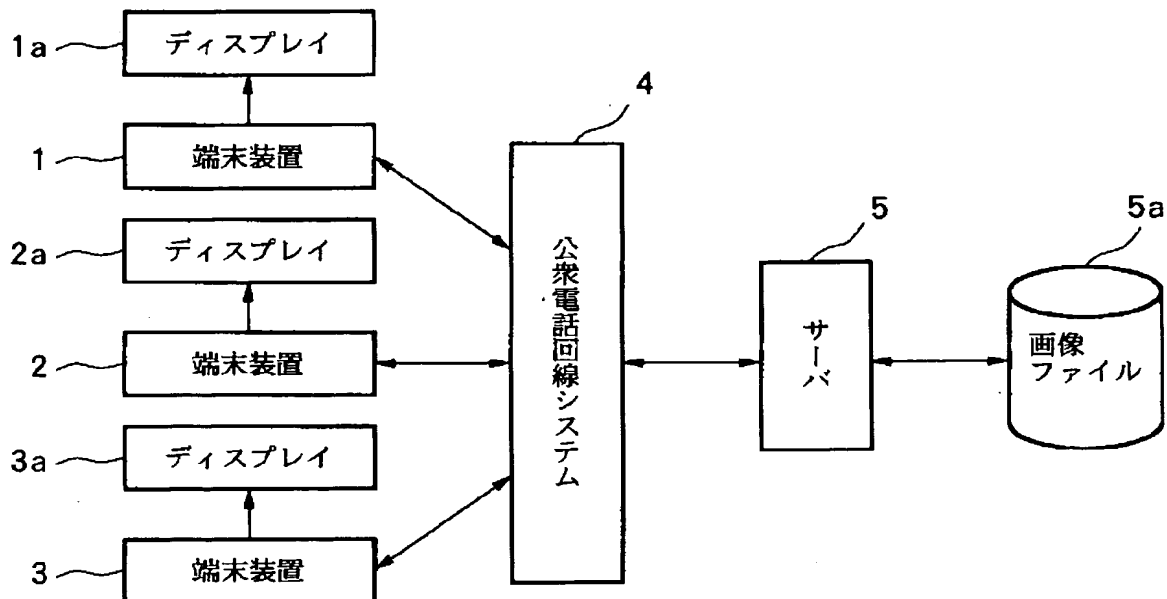 1a
ディスプレイ
1
端末装置
2a
ディスプレイ
2
端末装置
3a
ディスプレイ
3
端末装置
4
公衆電話回線システム
5
サーバ
5a
画像
ファイル